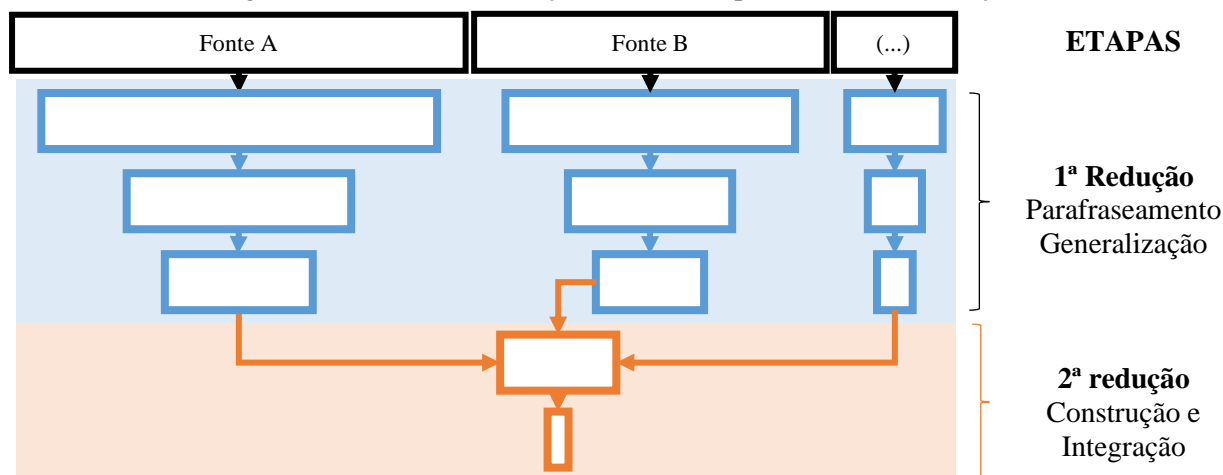 Fonte A
Fonte B
(...)
ETAPAS
1ª Redução
Parafraseamento
Generalização
2ª redução
Construção e
Integração